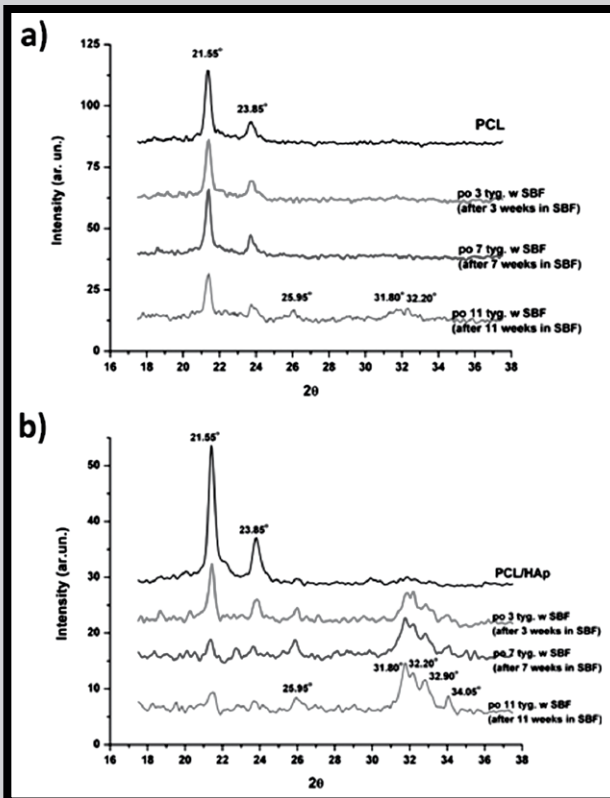 a)
125
100
75
50
25
0
Intensity (ar. un.)
21.55°
23.85°
PCL
po 3 tyg. w SBF
(after 3 weeks in SBF)
po 7 tyg. w SBF
(after 7 weeks in SBF)
25.95°
31.80° 32.20°
po 11 tyg. w SBF
(after 11 weeks in SBF)
16 18 20 22 24 26 28 30 32 34 36 38
2θ
b)
50
40
30
20
10
0
Intensity (ar.un.)
21.55°
23.85°
PCL/HAp
po 3 tyg. w SBF
(after 3 weeks in SBF)
po 7 tyg. w SBF
(after 7 weeks in SBF)
25.95°
31.80° 32.20°
32.90°
34.05°
po 11 tyg. w SBF
(after 11 weeks in SBF)
16 18 20 22 24 26 28 30 32 34 36 38
2θ